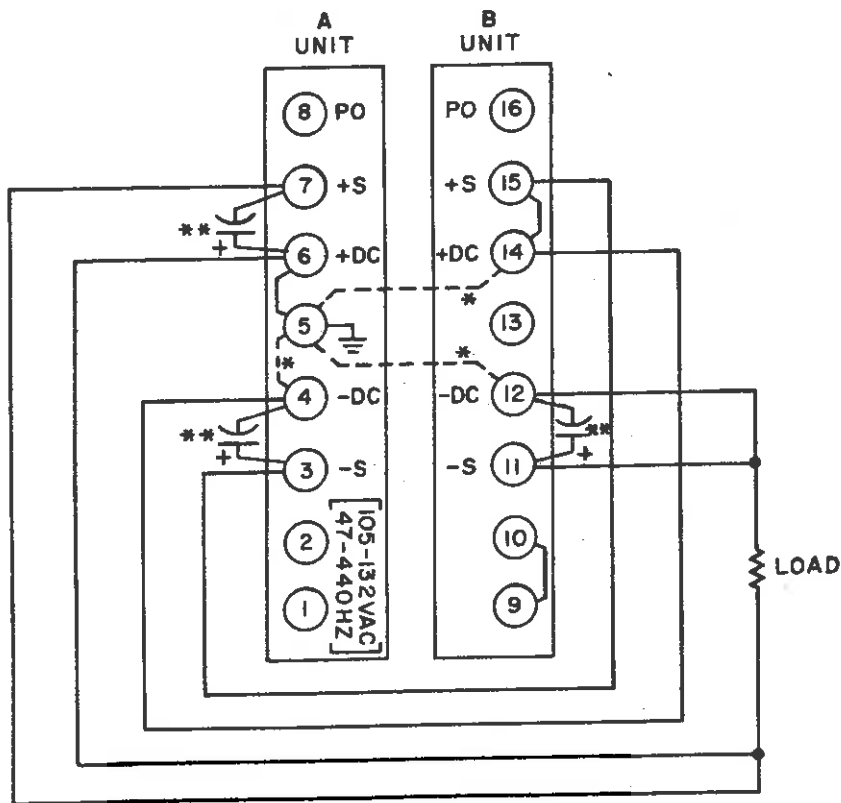 A
UNIT
B
UNIT
8 PO
PO 16
7 +S
+S 15
**
+
6 +DC
+DC 14
*
5
13
*
*
4 -DC
-DC 12
**
+
**
+
3 -S
-S 11
2
10
1
9
[105-132VAC
47-440HZ]
LOAD